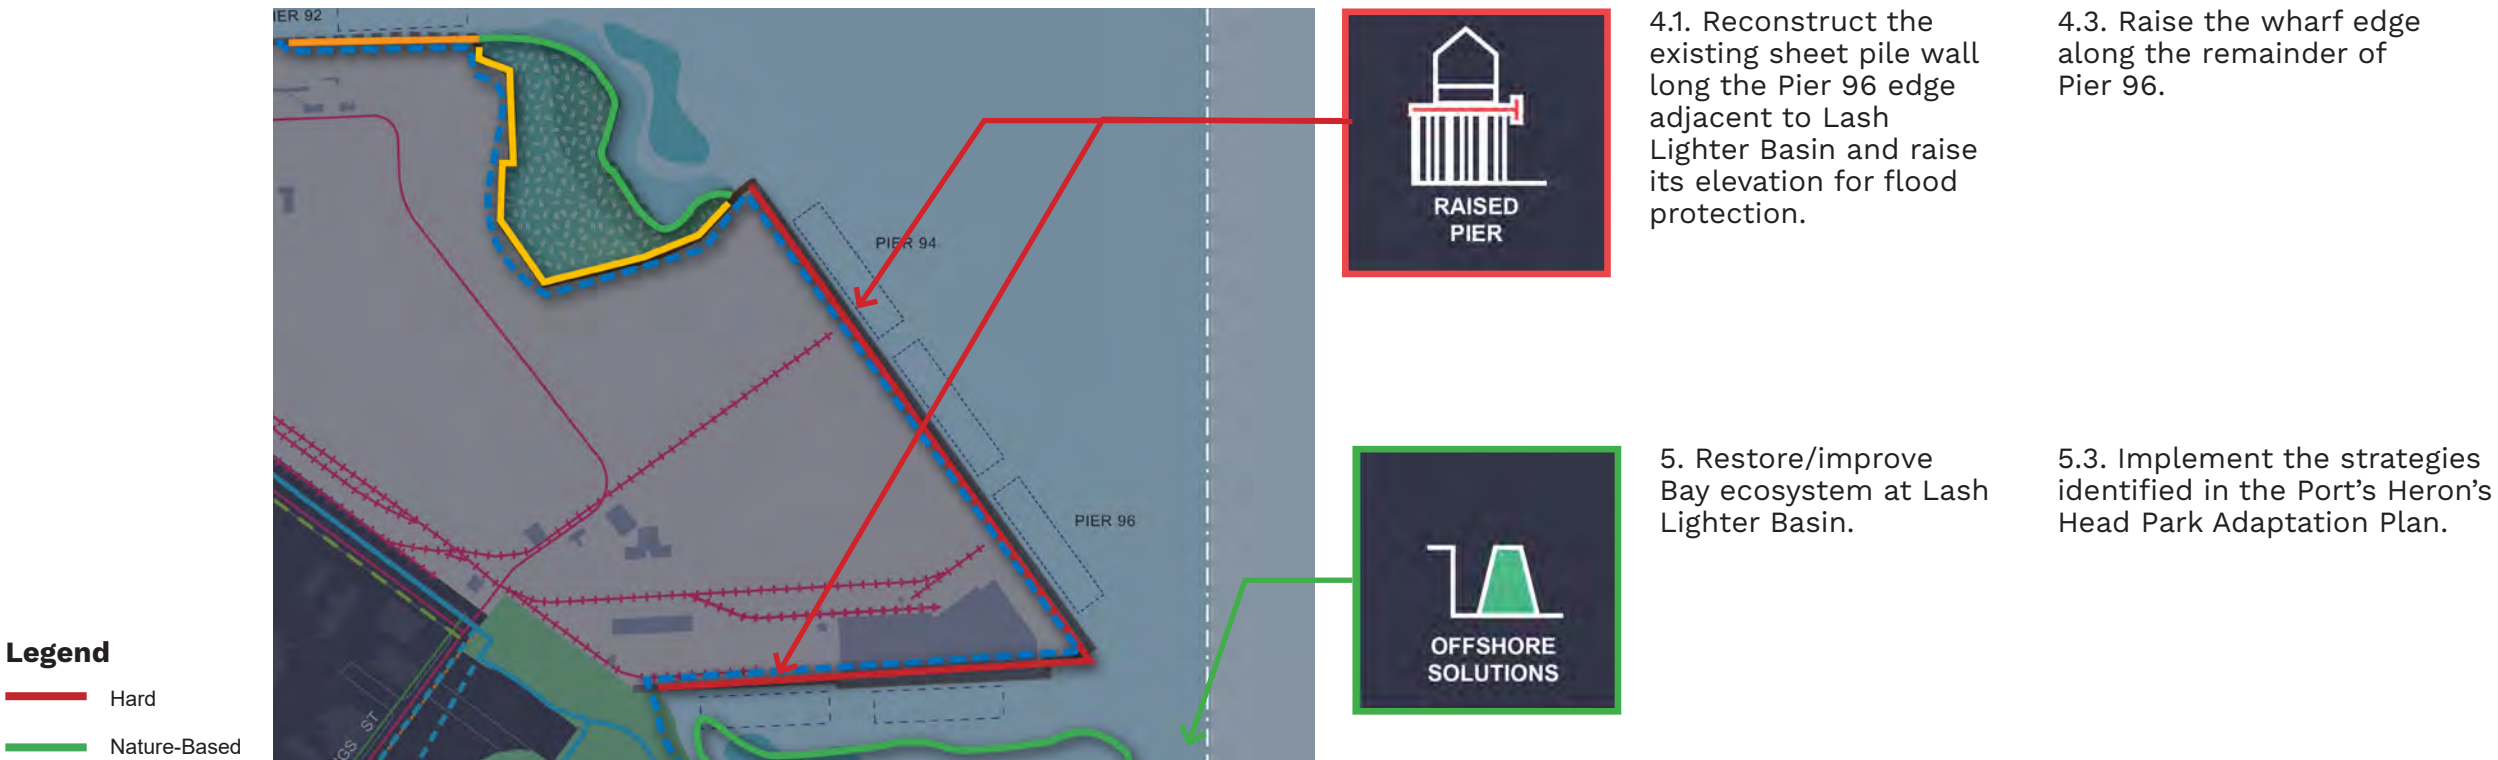 IER 92
PIER 94
PIER 96
GS ST
RAISED
PIER
4.1. Reconstruct the
existing sheet pile wall
long the Pier 96 edge
adjacent to Lash
Lighter Basin and raise
its elevation for flood
protection.
4.3. Raise the wharf edge
along the remainder of
Pier 96.
OFFSHORE
SOLUTIONS
5. Restore/improve
Bay ecosystem at Lash
Lighter Basin.
5.3. Implement the strategies
identified in the Port’s Heron’s
Head Park Adaptation Plan.
Legend
Hard
Nature-Based